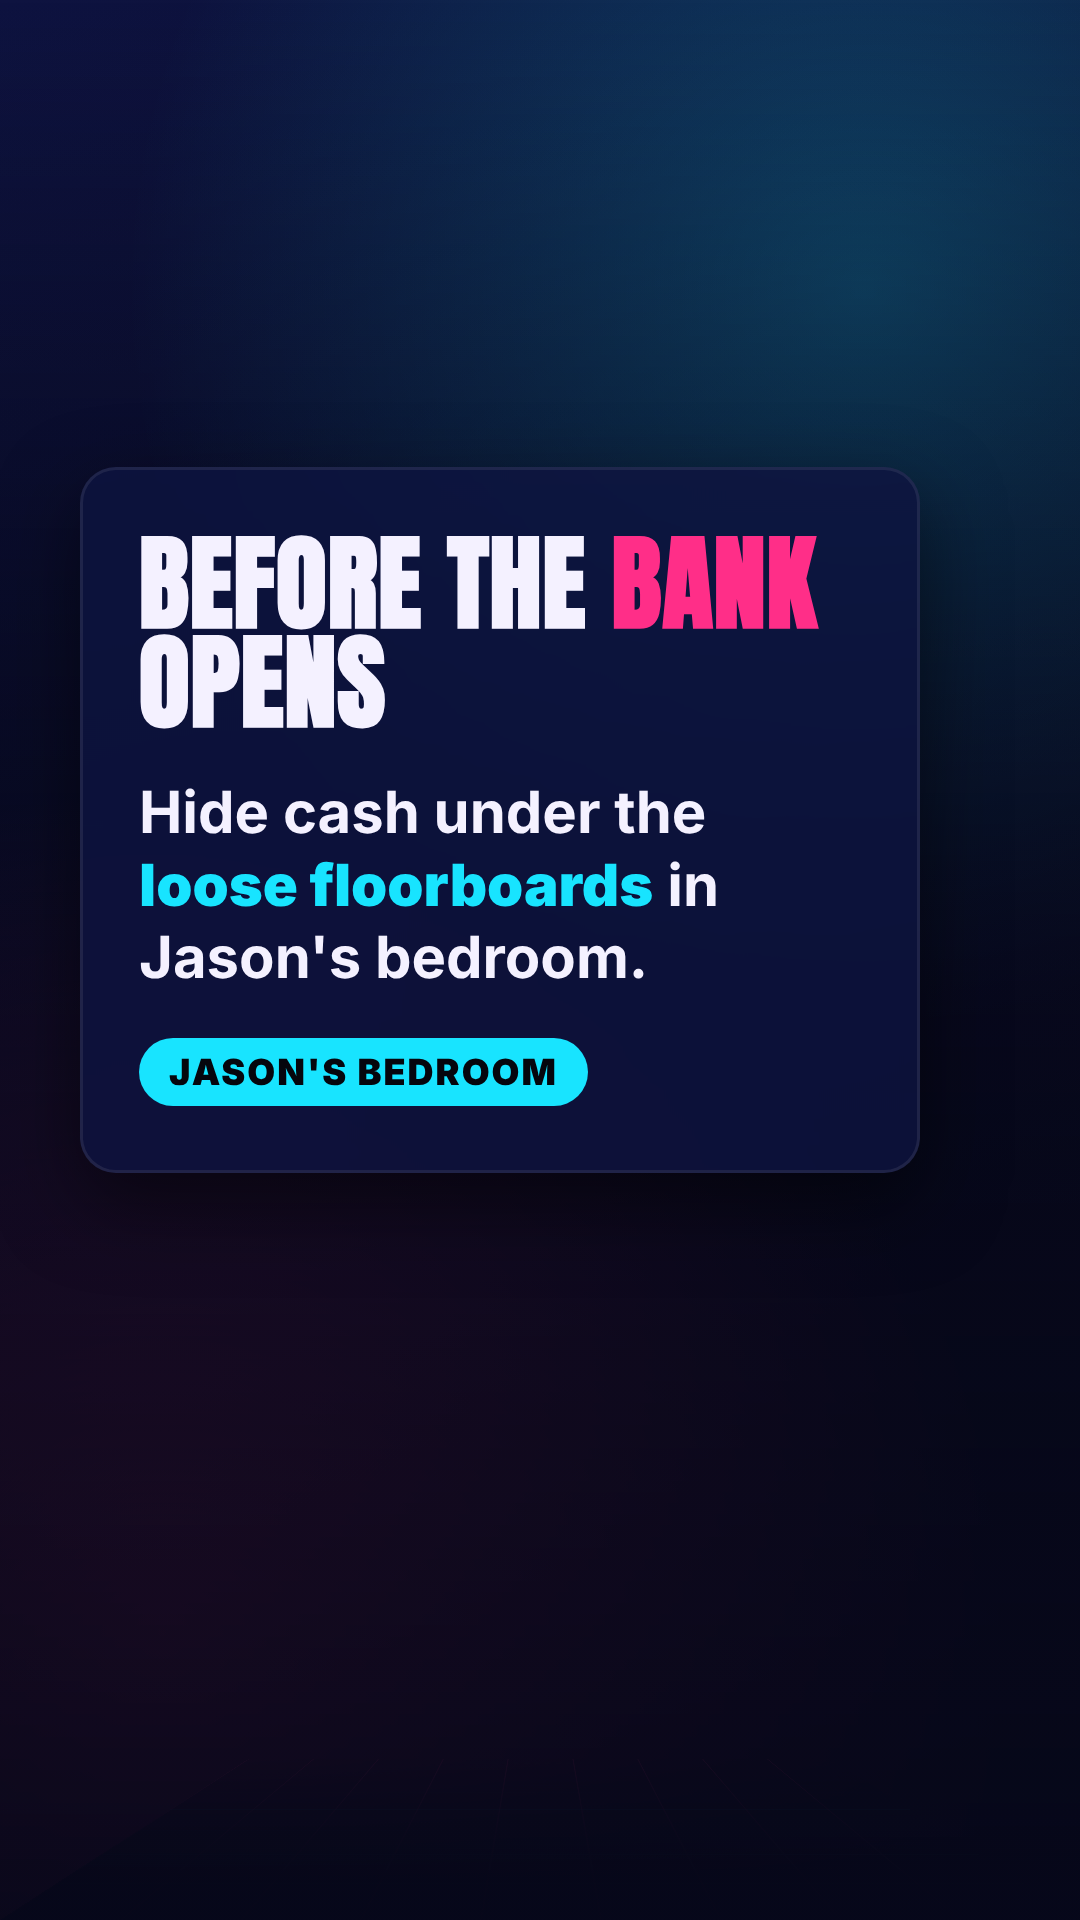 BEFORE THE BANK
OPENS
Hide cash under the
loose floorboards in
Jason's bedroom.
JASON'S BEDROOM